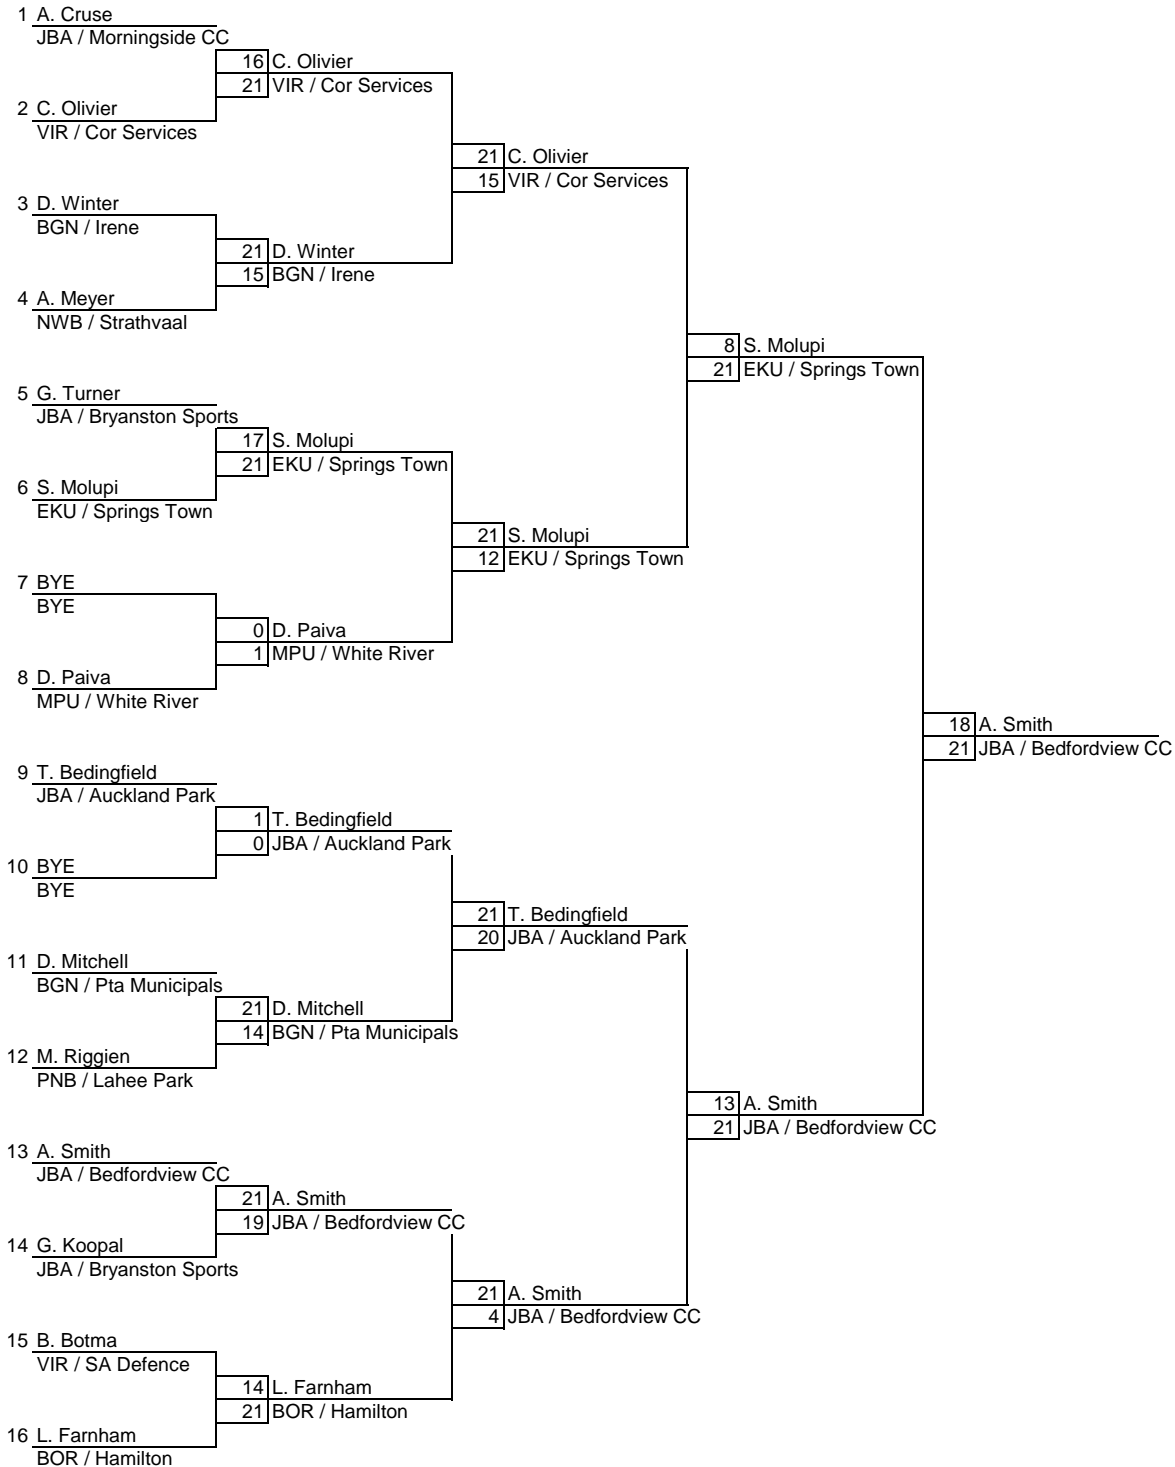 1 A. Cruse
JBA / Morningside CC
16 C. Olivier
21 VIR / Cor Services
2 C. Olivier
VIR / Cor Services
21 C. Olivier
15 VIR / Cor Services
3 D. Winter
BGN / Irene
21 D. Winter
15 BGN / Irene
4 A. Meyer
NWB / Strathvaal
8 S. Molupi
21 EKU / Springs Town
5 G. Turner
JBA / Bryanston Sports
17 S. Molupi
21 EKU / Springs Town
6 S. Molupi
EKU / Springs Town
21 S. Molupi
12 EKU / Springs Town
7 BYE
BYE
0 D. Paiva
1 MPU / White River
8 D. Paiva
MPU / White River
18 A. Smith
21 JBA / Bedfordview CC
9 T. Bedingfield
JBA / Auckland Park
1 T. Bedingfield
0 JBA / Auckland Park
10 BYE
BYE
21 T. Bedingfield
20 JBA / Auckland Park
11 D. Mitchell
BGN / Pta Municipals
21 D. Mitchell
14 BGN / Pta Municipals
12 M. Riggien
PNB / Lahee Park
13 A. Smith
21 JBA / Bedfordview CC
13 A. Smith
JBA / Bedfordview CC
21 A. Smith
19 JBA / Bedfordview CC
14 G. Koopal
JBA / Bryanston Sports
21 A. Smith
4 JBA / Bedfordview CC
15 B. Botma
VIR / SA Defence
14 L. Farnham
21 BOR / Hamilton
16 L. Farnham
BOR / Hamilton